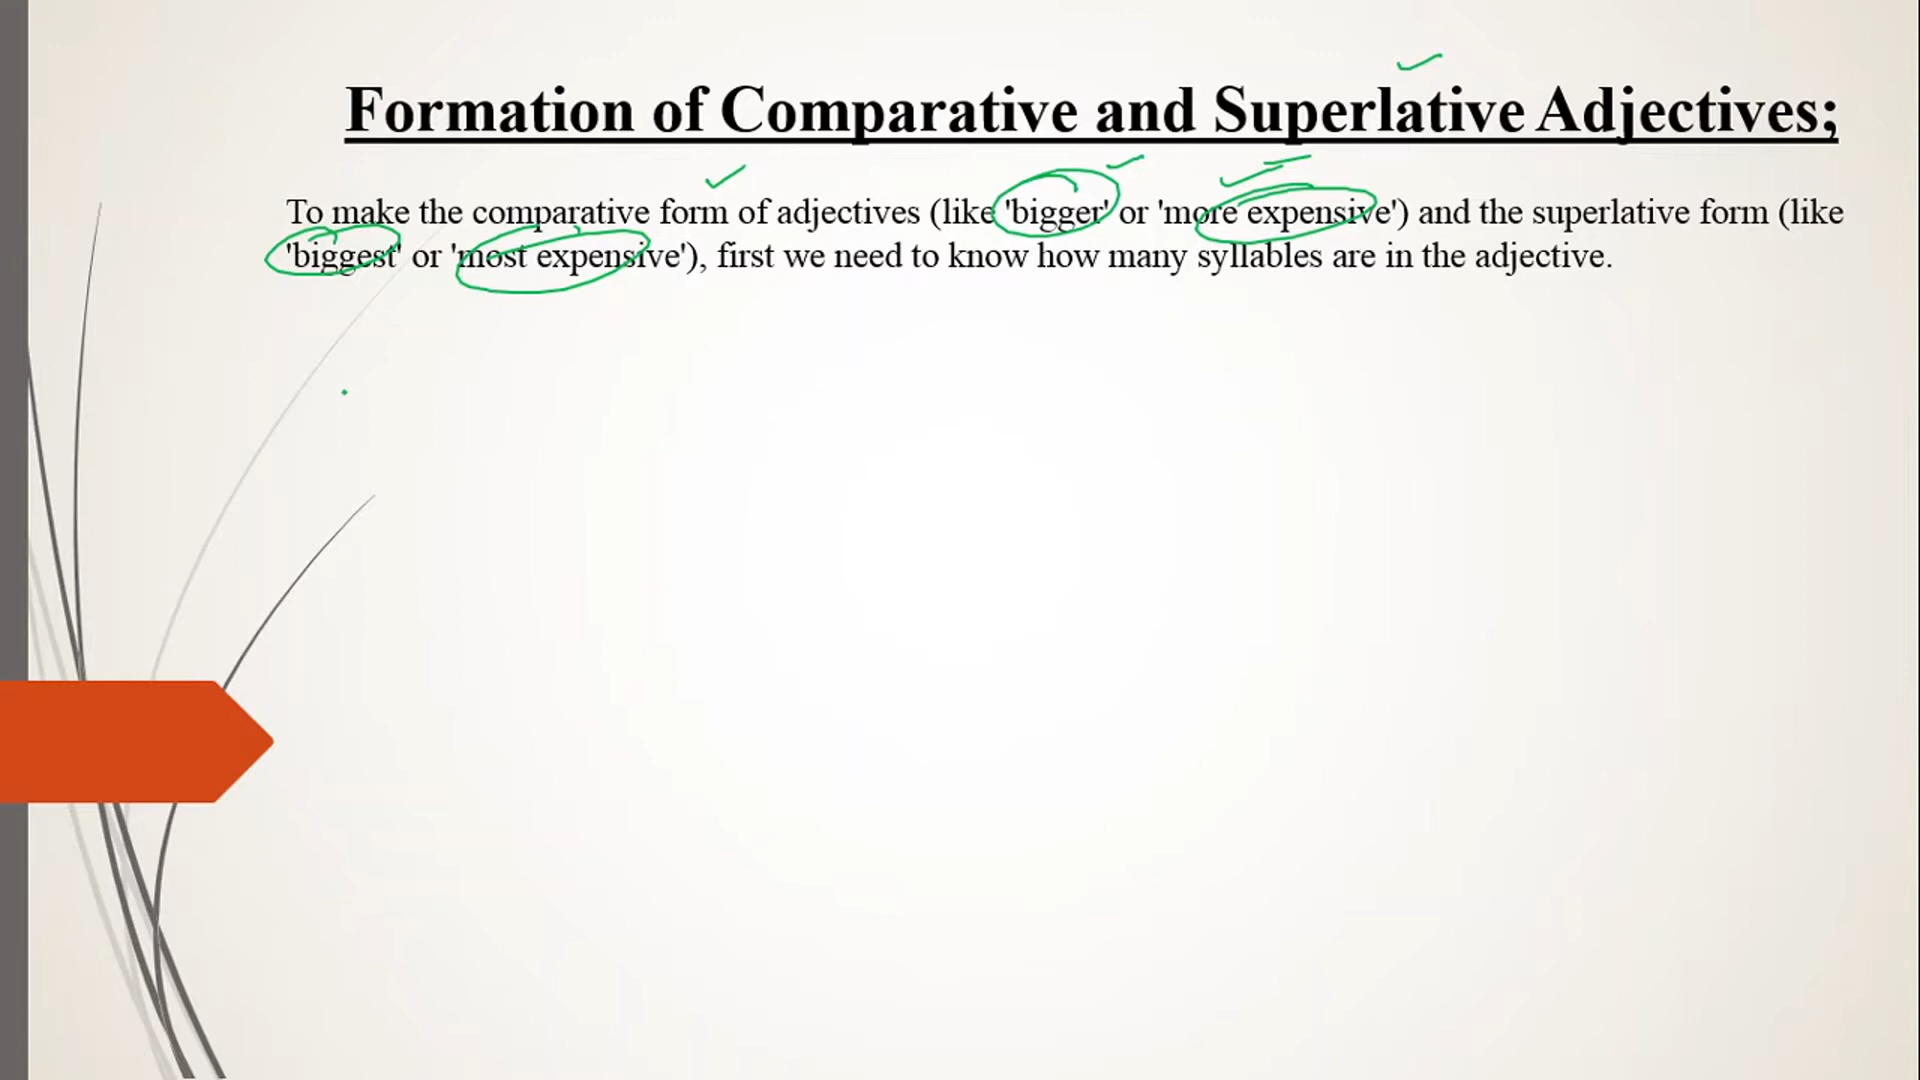 Formation of Comparative and Superlative Adjectives;
To make the comparative form of adjectives (like 'bigger' or 'more expensive') and the superlative form (like
'biggest' or 'most expensive'), first we need to know how many syllables are in the adjective.